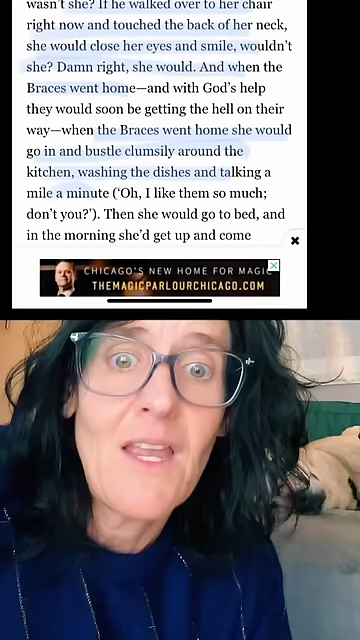 wasn't she? If he walked over to her chair
right now and touched the back of her neck,
she would close her eyes and smile, wouldn't
she? Damn right, she would. And when the
Braces went home—and with God's help
they would soon be getting the hell on their
way—when the Braces went home she would
go in and bustle clumsily around the
kitchen, washing the dishes and talking a
mile a minute ('Oh, I like them so much;
don't you?'). Then she would go to bed, and
in the morning she'd get up and come
CHICAGO'S NEW HOME FOR MAGIC
THEMAGICPARLOURCHICAGO.COM